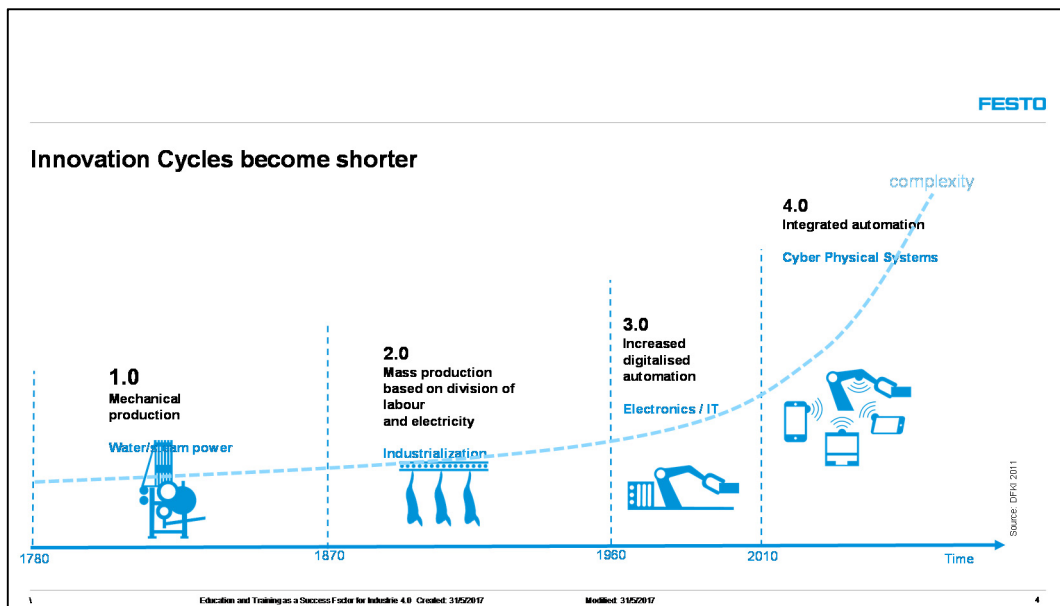 FESTO
Innovation Cycles become shorter
complexity
4.0
Integrated automation
Cyber Physical Systems
3.0
Increased
digitalised
automation
Electronics / IT
2.0
Mass production
based on division of
labour
and electricity
Industrialization
1.0
Mechanical
production
Water/steam power
Source: DFKI 2011
1780
1870
1960
2010
Time
\
Education and Training as a Success Factor for Industrie 4.0 Created: 31/5/2017
Modified: 31/5/2017
4